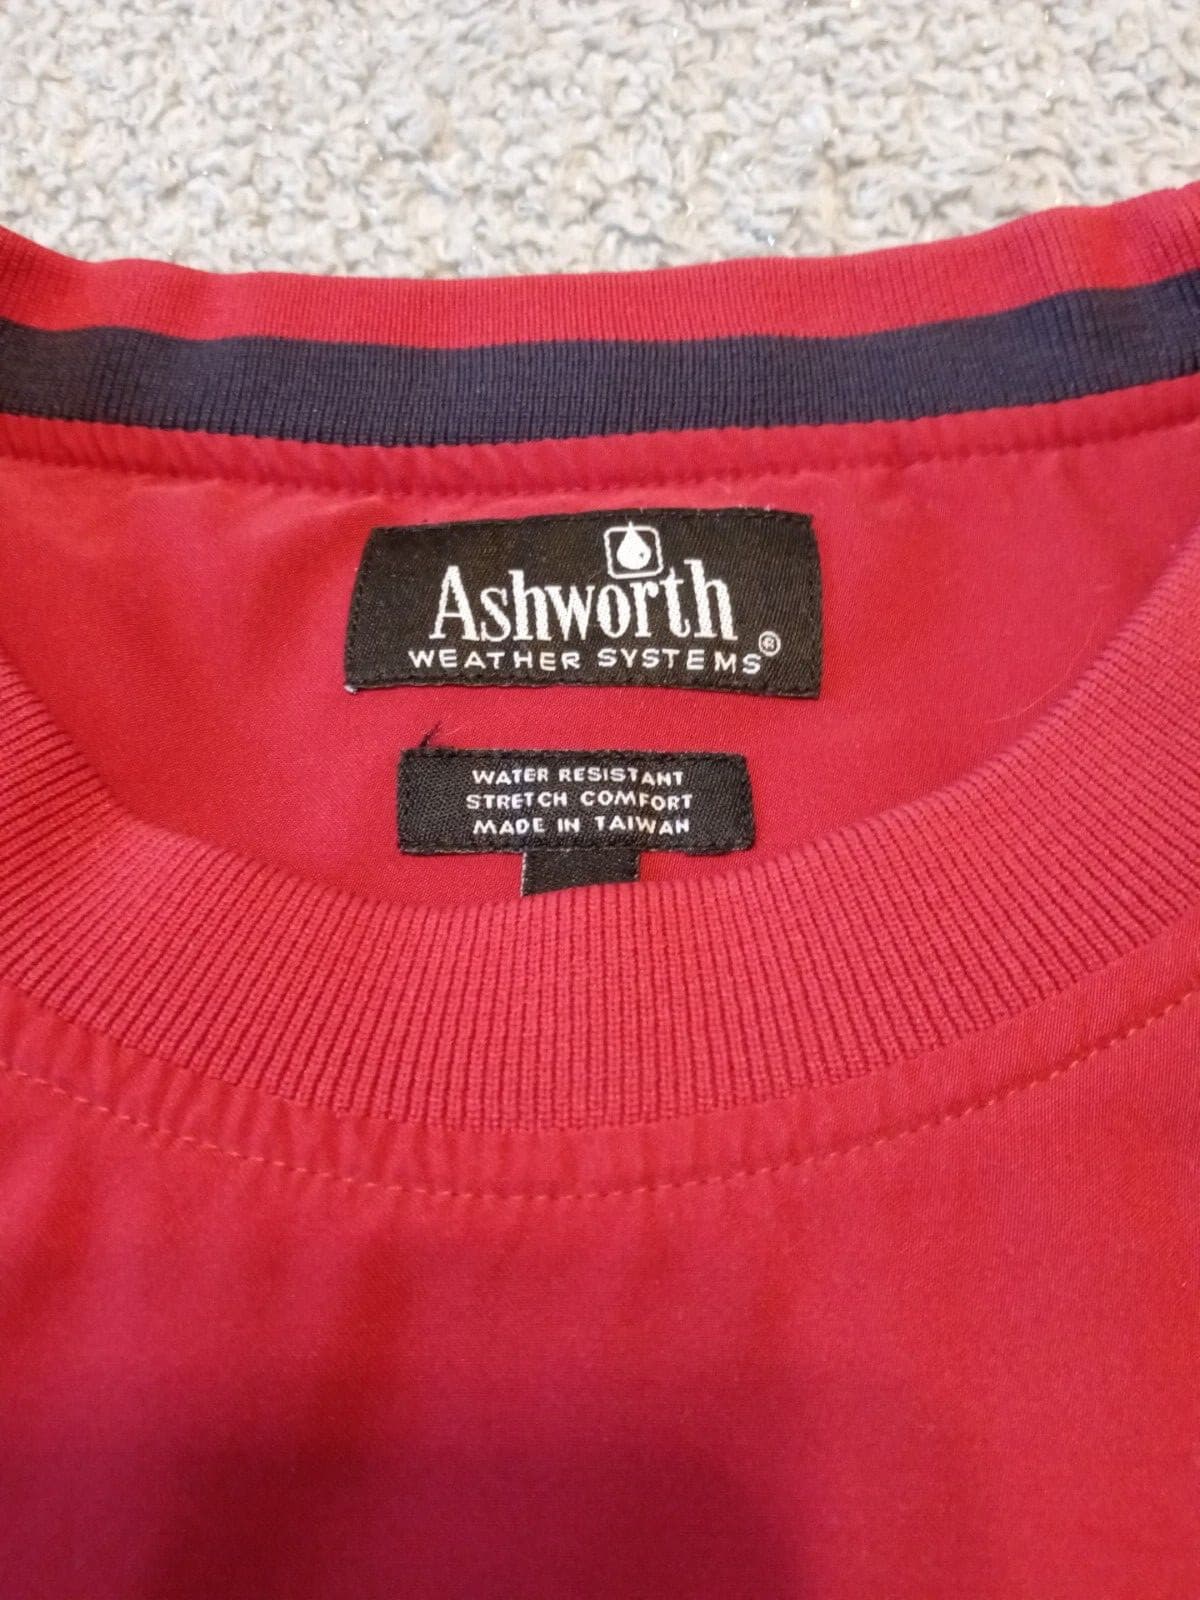 Ashworth
WEATHER SYSTEMS®
WATER RESISTANT
STRETCH COMFORT
MADE IN TAIWAN